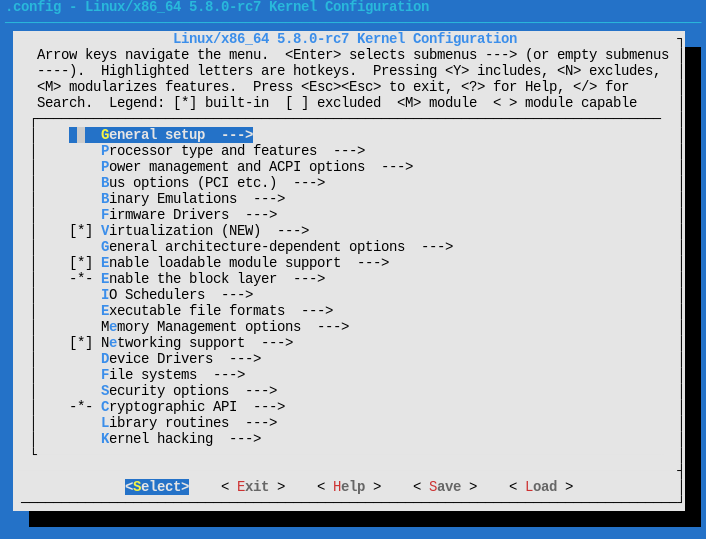 .config - Linux/x86_64 5.8.0-rc7 Kernel Configuration
Linux/x86_64 5.8.0-rc7 Kernel Configuration
Arrow keys navigate the menu.  <Enter> selects submenus ---> (or empty submenus
----).  Highlighted letters are hotkeys.  Pressing <Y> includes, <N> excludes,
<M> modularizes features.  Press <Esc><Esc> to exit, <?> for Help, </> for
Search.  Legend: [*] built-in  [ ] excluded  <M> module  < > module capable
General setup  --->
Processor type and features  --->
Power management and ACPI options  --->
Bus options (PCI etc.)  --->
Binary Emulations  --->
Firmware Drivers  --->
[*] Virtualization (NEW)  --->
General architecture-dependent options  --->
[*] Enable loadable module support  --->
-*- Enable the block layer  --->
IO Schedulers  --->
Executable file formats  --->
Memory Management options  --->
[*] Networking support  --->
Device Drivers  --->
File systems  --->
Security options  --->
-*- Cryptographic API  --->
Library routines  --->
Kernel hacking  --->
<Select>    < Exit >    < Help >    < Save >    < Load >